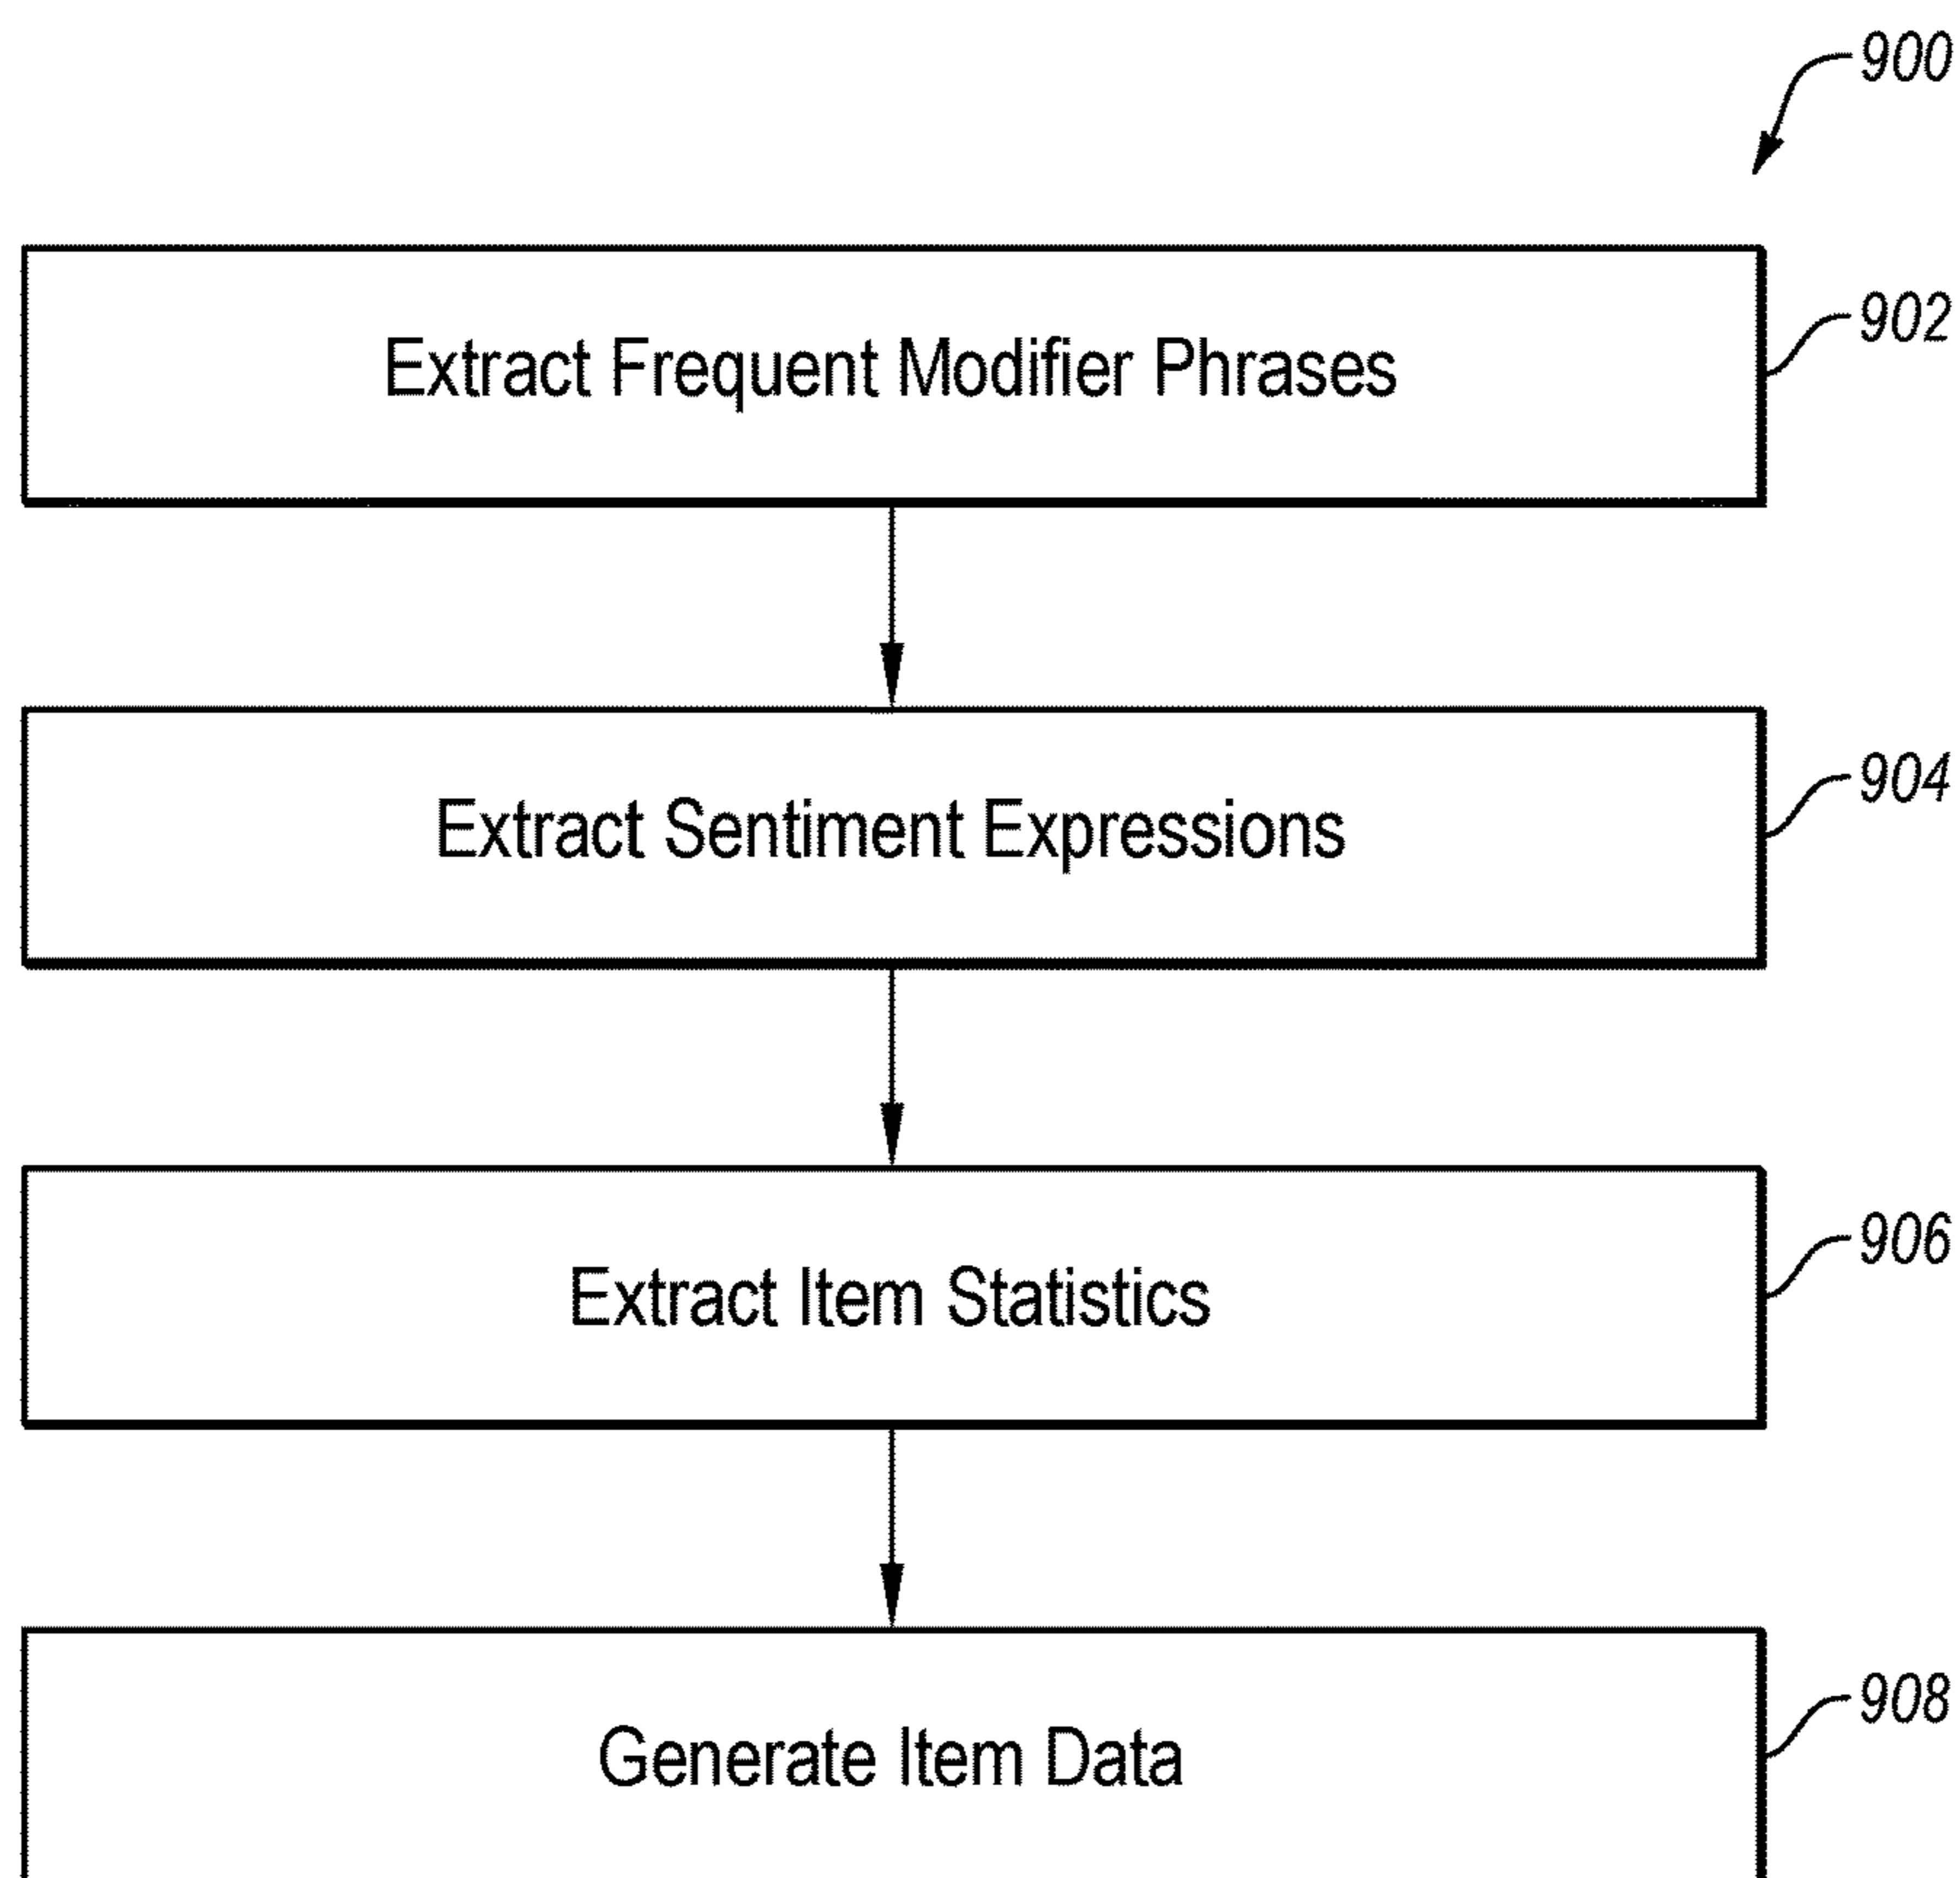 900
Extract Frequent Modifier Phrases
902
Extract Sentiment Expressions
904
Extract Item Statistics
906
Generate Item Data
908